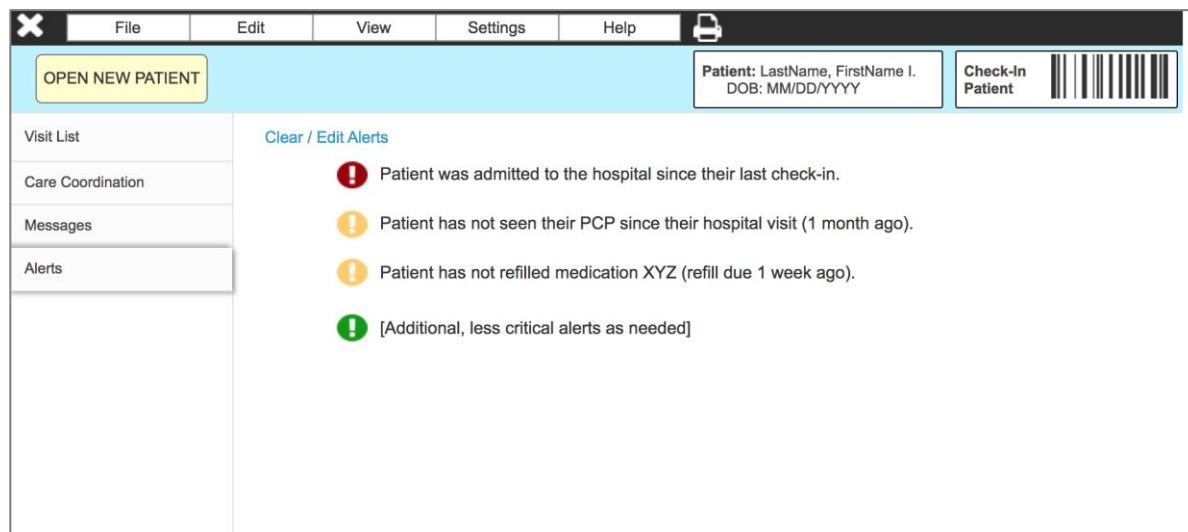 File Edit View Settings Help
OPEN NEW PATIENT
Patient: LastName, FirstName I.
DOB: MM/DD/YYYY
Check-In
Patient
Visit List
Care Coordination
Messages
Alerts
Clear / Edit Alerts
Patient was admitted to the hospital since their last check-in.
Patient has not seen their PCP since their hospital visit (1 month ago).
Patient has not refilled medication XYZ (refill due 1 week ago).
[Additional, less critical alerts as needed]